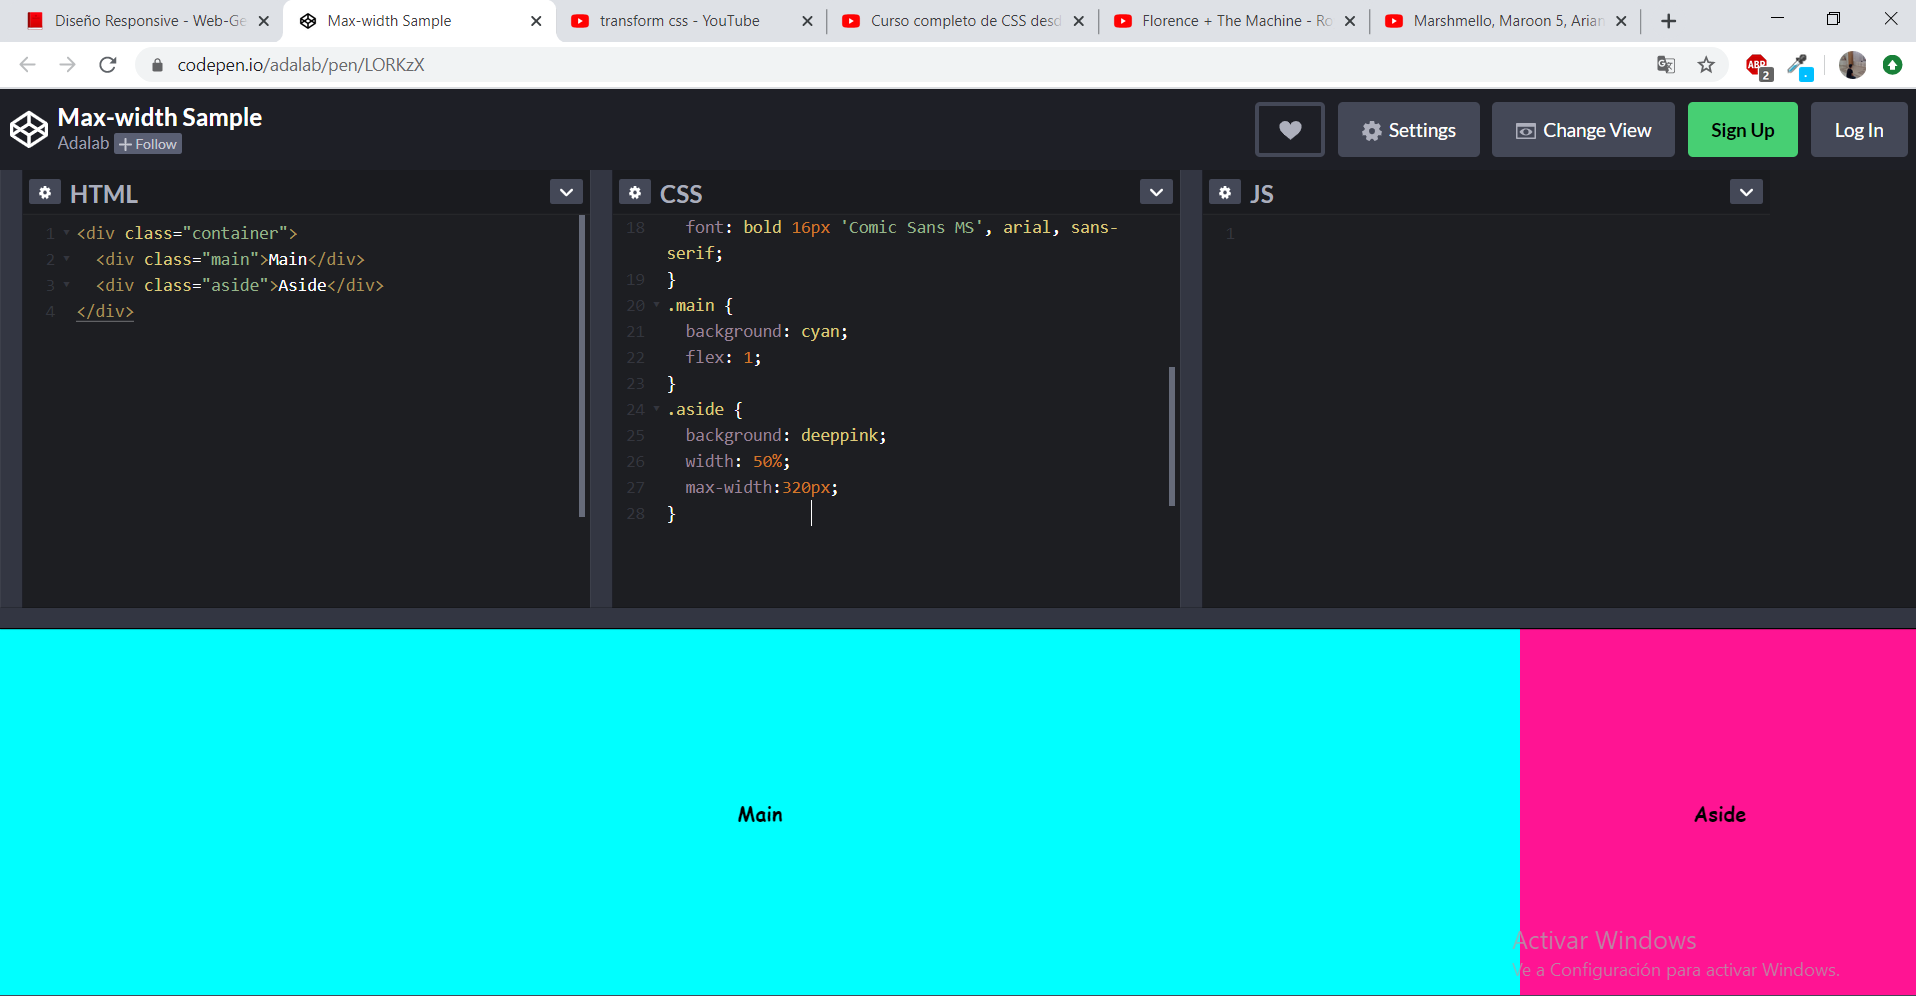 Diseño Responsive - Web-Ge
Max-width Sample
transform css - YouTube
Curso completo de CSS desd
Florence + The Machine - Ro
Marshmello, Maroon 5, Arian
codepen.io/adalab/pen/LORKzX
ABP
2
Max-width Sample
Adalab
+ Follow
Settings
Change View
Sign Up
Log In
HTML
1 <div class="container">
2 <div class="main">Main</div>
3 <div class="aside">Aside</div>
4 </div>
CSS
18 font: bold 16px 'Comic Sans MS', arial, sans-
serif;
19 }
20 .main {
21 background: cyan;
22 flex: 1;
23 }
24 .aside {
25 background: deeppink;
26 width: 50%;
27 max-width:320px;
28 }
JS
1
Main
Aside
Activar Windows
Ve a Configuración para activar Windows.